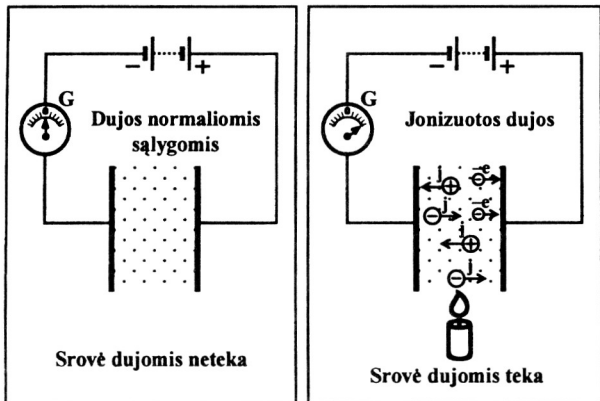 − +
G
Dujos normaliomis
sąlygomis
Srovė dujomis neteka
− +
G
Jonizuotos dujos
j + −e
− j −e
j +
− j
Srovė dujomis teka